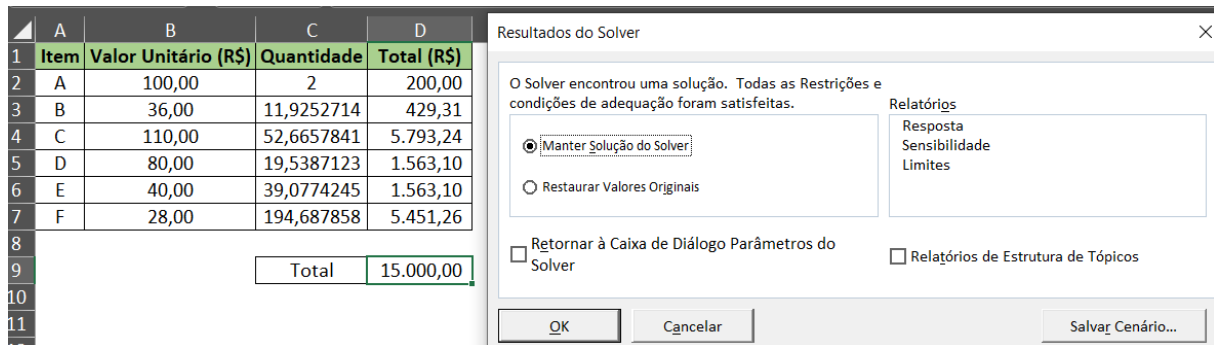 A B C D
1 Item Valor Unitário (R$) Quantidade Total (R$)
2 A 100,00 2 200,00
3 B 36,00 11,9252714 429,31
4 C 110,00 52,6657841 5.793,24
5 D 80,00 19,5387123 1.563,10
6 E 40,00 39,0774245 1.563,10
7 F 28,00 194,687858 5.451,26
8
9 Total 15.000,00
10
11
Resultados do Solver
O Solver encontrou uma solução. Todas as Restrições e
condições de adequação foram satisfeitas.
Relatórios
Manter Solução do Solver
Restaurar Valores Originais
Resposta
Sensibilidade
Limites
Retornar à Caixa de Diálogo Parâmetros do
Solver
Relatórios de Estrutura de Tópicos
OK
Cancelar
Salvar Cenário...